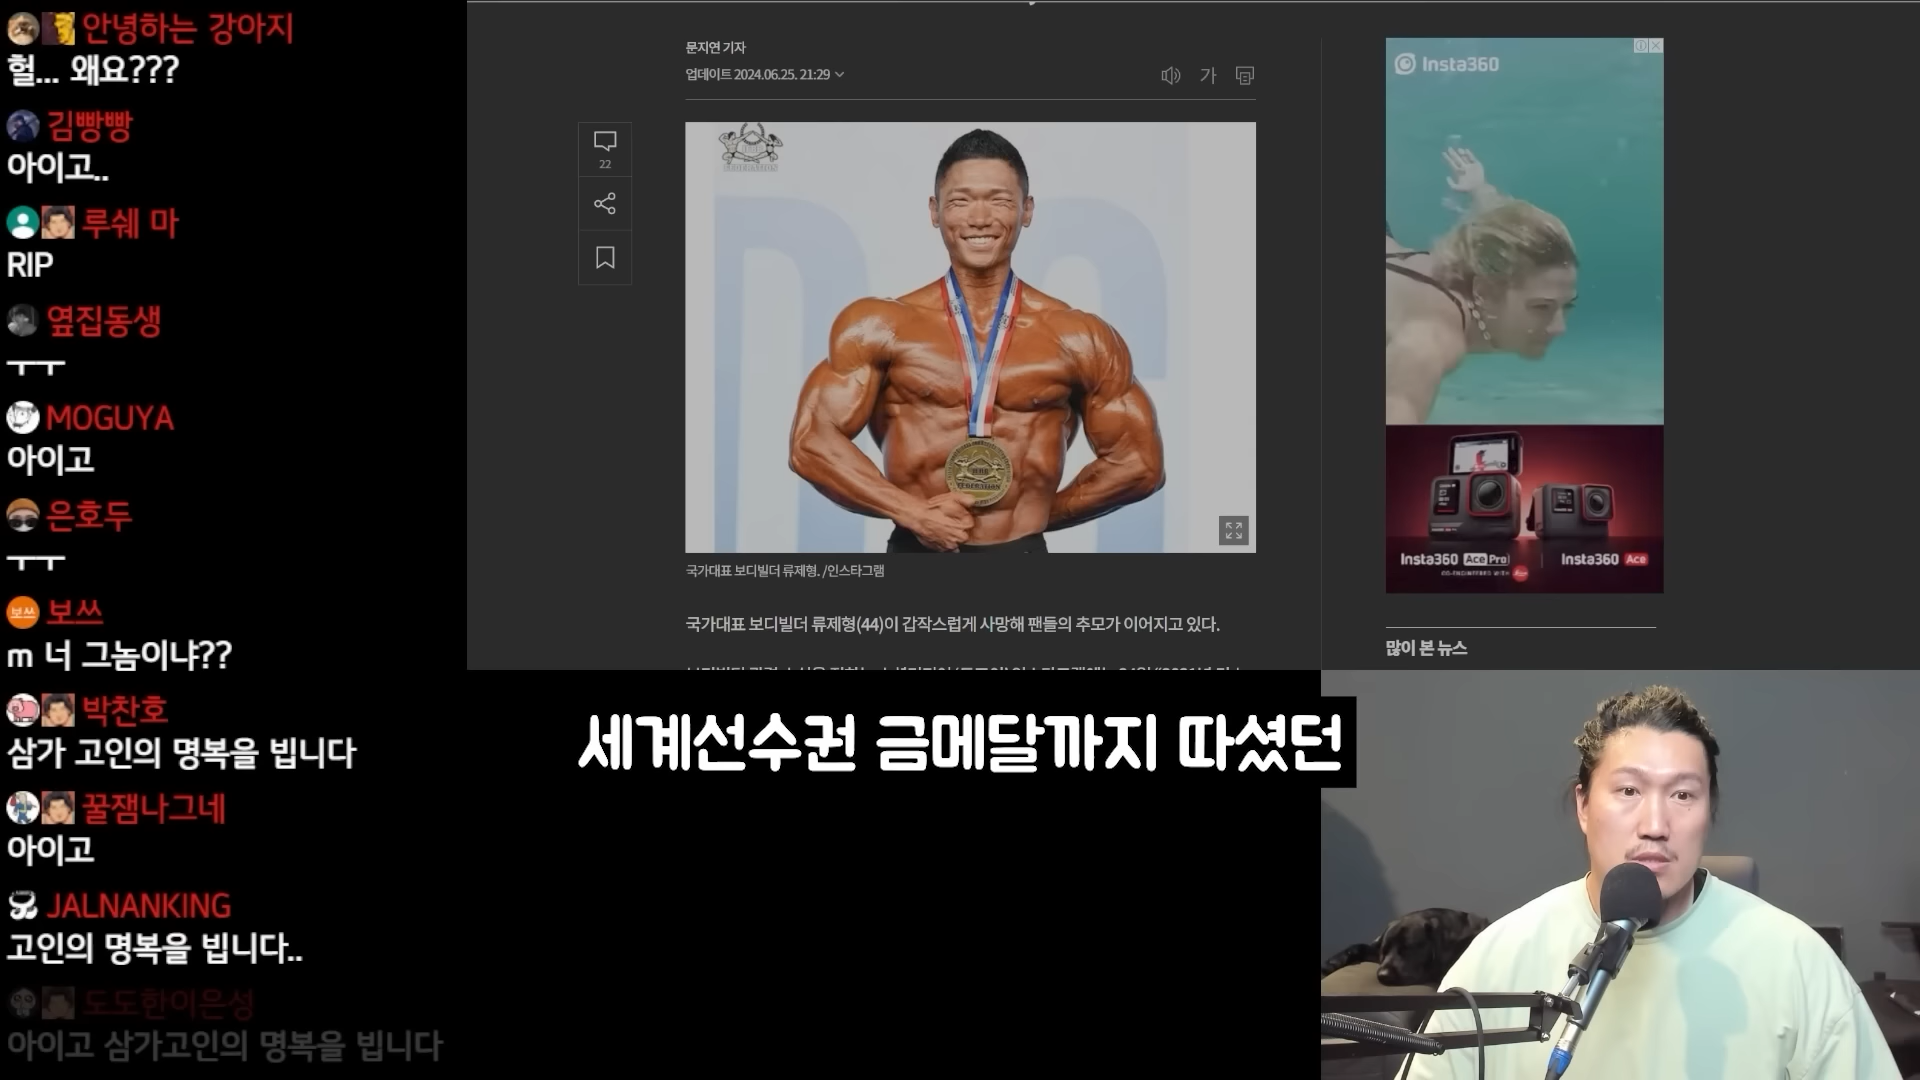 안녕하는 강아지
헐... 왜요???
김빵빵
아이고..
루쉐 마
RIP
옆집동생
ㅜㅜ
MOGUYA
아이고
은호두
ㅜㅜ
보쓰
보쓰
m 너 그놈이냐??
박찬호
삼가 고인의 명복을 빕니다
꿀잼나그네
아이고
JALNANKING
고인의 명복을 빕니다..
도도한이은성
아이고 삼가고인의 명복을 빕니다
문지연 기자
업데이트 2024.06.25. 21:29
가
22
FEDERATION
FEDERATION
국가대표 보디빌더 류제형. /인스타그램
국가대표 보디빌더 류제형(44)이 갑작스럽게 사망해 팬들의 추모가 이어지고 있다.
Insta360
Insta360 Ace Pro
CO-ENGINEERED WITH Leica
Insta360 Ace
많이 본 뉴스
세계선수권 금메달까지 따셨던